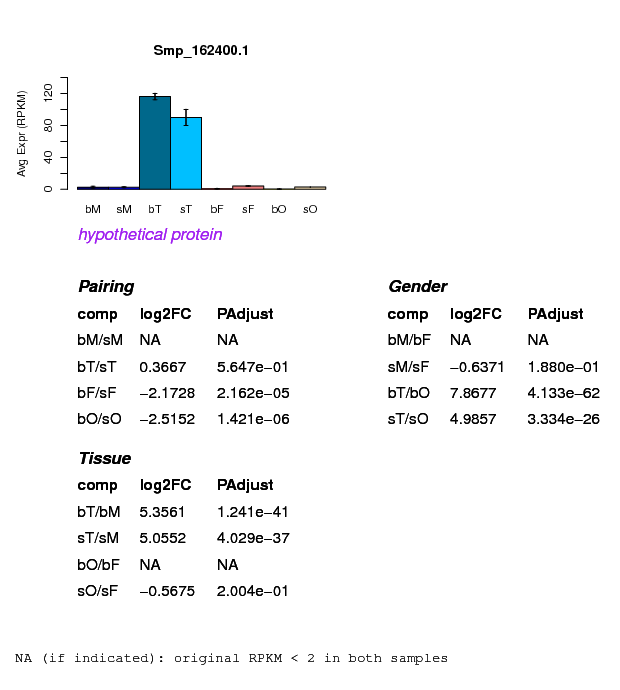 Smp_162400.1
Avg Expr (RPKM)
0 40 80 120
bM sM bT sT bF sF bO sO
hypothetical protein
Pairing
comp log2FC PAdjust
bM/sM NA NA
bT/sT 0.3667 5.647e−01
bF/sF −2.1728 2.162e−05
bO/sO −2.5152 1.421e−06
Gender
comp log2FC PAdjust
bM/bF NA NA
sM/sF −0.6371 1.880e−01
bT/bO 7.8677 4.133e−62
sT/sO 4.9857 3.334e−26
Tissue
comp log2FC PAdjust
bT/bM 5.3561 1.241e−41
sT/sM 5.0552 4.029e−37
bO/bF NA NA
sO/sF −0.5675 2.004e−01
NA (if indicated): original RPKM < 2 in both samples